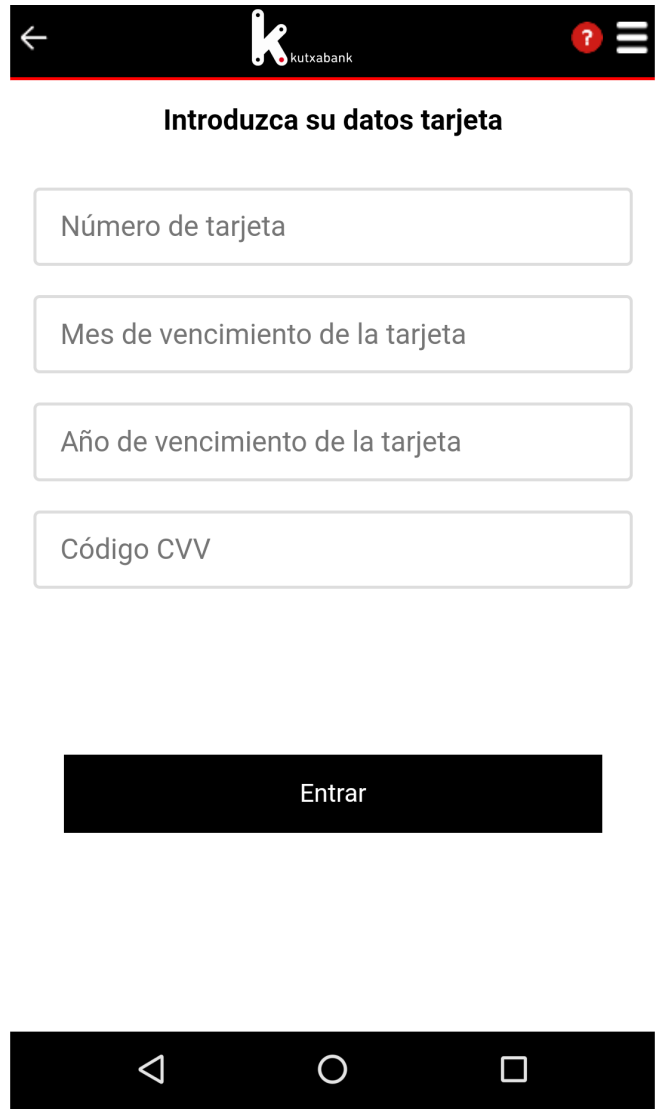 kutxabank
?
Introduzca su datos tarjeta
Número de tarjeta
Mes de vencimiento de la tarjeta
Año de vencimiento de la tarjeta
Código CVV
Entrar